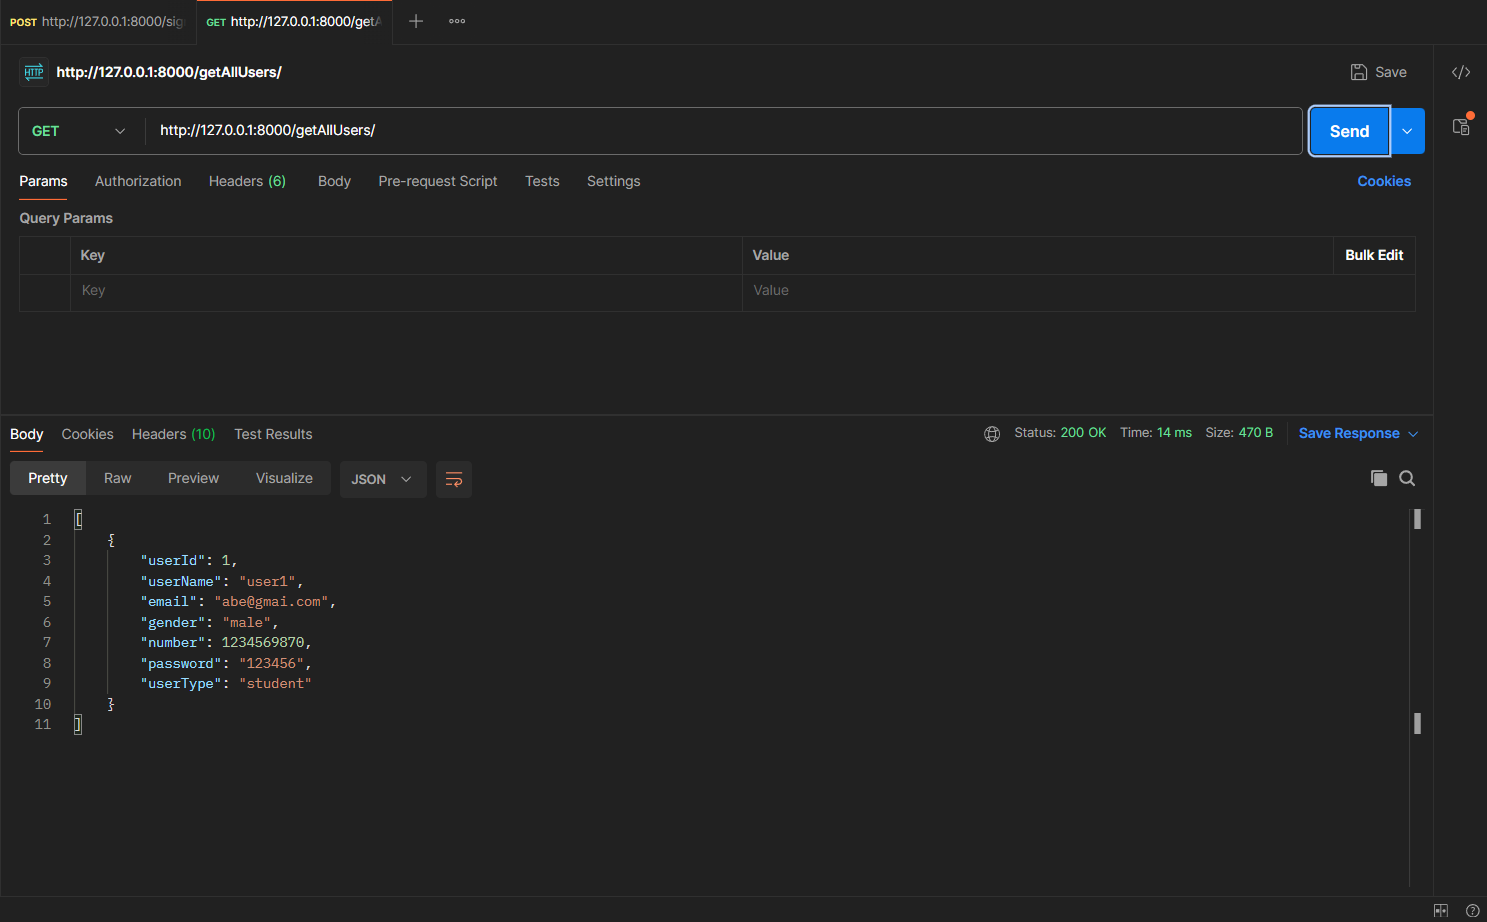 POST http://127.0.0.1:8000/sig
GET http://127.0.0.1:8000/getA
HTTP http://127.0.0.1:8000/getAllUsers/
Save
GET http://127.0.0.1:8000/getAllUsers/
Send
Params Authorization Headers (6) Body Pre-request Script Tests Settings Cookies
Query Params
Key Value Bulk Edit
Key Value
Body Cookies Headers (10) Test Results Status: 200 OK Time: 14 ms Size: 470 B Save Response
Pretty Raw Preview Visualize JSON
1 [
2 {
3 "userId": 1,
4 "userName": "user1",
5 "email": "abe@gmai.com",
6 "gender": "male",
7 "number": 1234569870,
8 "password": "123456",
9 "userType": "student"
10 }
11 ]